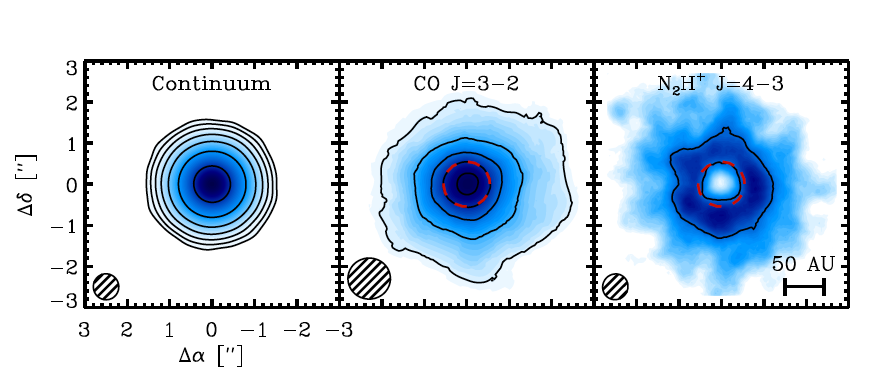 Continuum
CO J=3−2
N₂H⁺ J=4−3
3
2
1
0
−1
−2
−3
Δδ [″]
50 AU
3 2 1 0 −1 −2 −3
Δα [″]